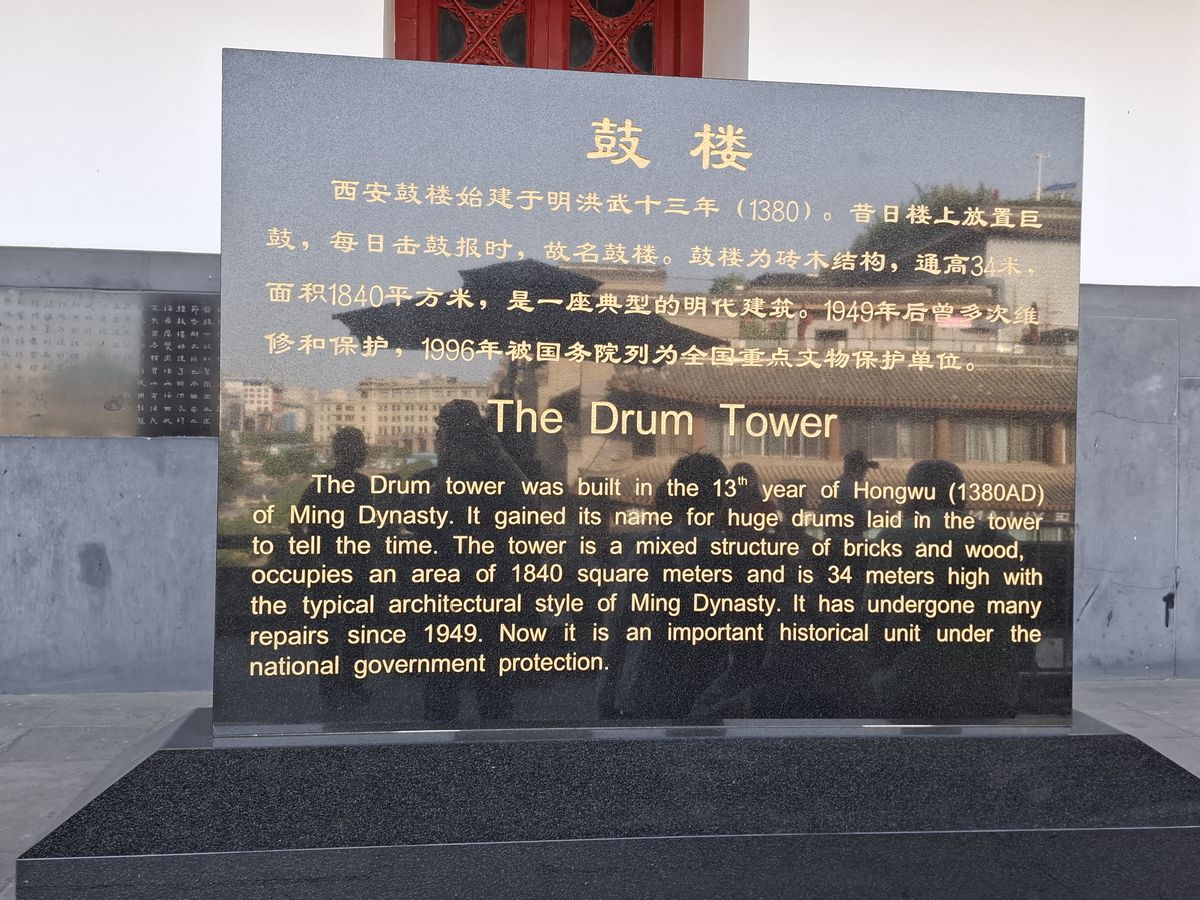 鼓 楼
西安鼓楼始建于明洪武十三年（1380）。昔日楼上放置巨
鼓，每日击鼓报时，故名鼓楼。鼓楼为砖木结构，通高34米，
面积1840平方米，是一座典型的明代建筑。1949年后曾多次维
修和保护，1996年被国务院列为全国重点文物保护单位。
The Drum Tower
The Drum tower was built in the 13th year of Hongwu (1380AD)
of Ming Dynasty. It gained its name for huge drums laid in the tower
to tell the time. The tower is a mixed structure of bricks and wood,
occupies an area of 1840 square meters and is 34 meters high with
the typical architectural style of Ming Dynasty. It has undergone many
repairs since 1949. Now it is an important historical unit under the
national government protection.